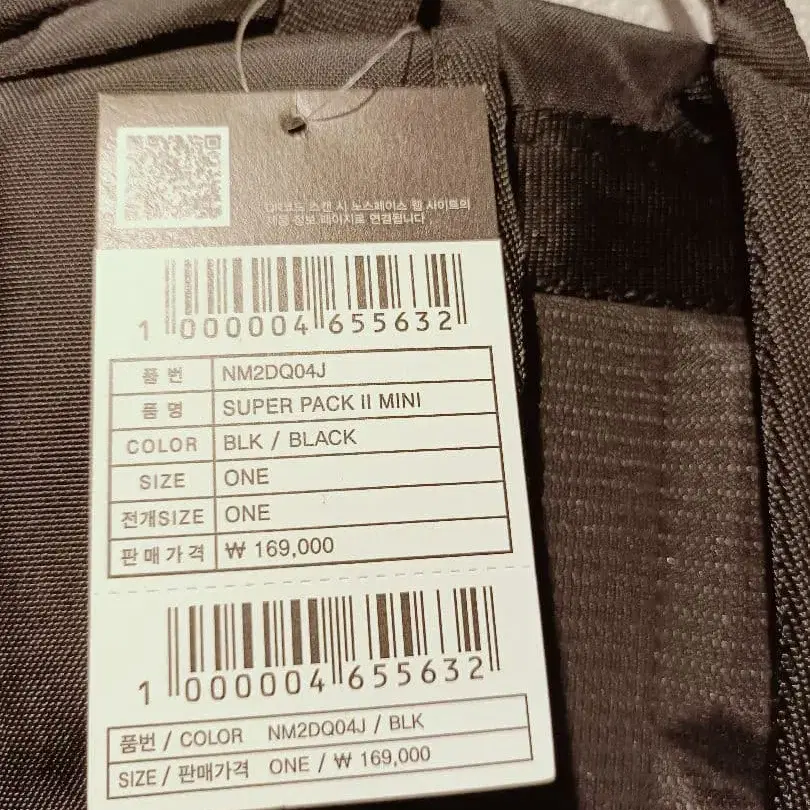 QR코드 스캔 시 노스페이스 웹 사이트의
제품 정보 페이지로 연결됩니다
1 000004 655632
품 번 NM2DQ04J
품 명 SUPER PACK II MINI
COLOR BLK / BLACK
SIZE ONE
전개SIZE ONE
판매가격 ₩ 169,000
1 000004 655632
품번 / COLOR NM2DQ04J / BLK
SIZE / 판매가격 ONE / ₩ 169,000